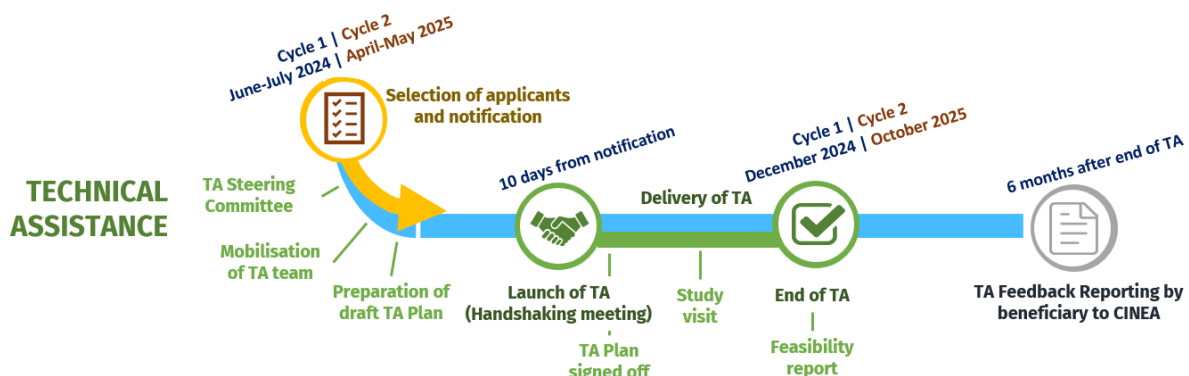 Cycle 1 | Cycle 2
June-July 2024 | April-May 2025
Selection of applicants
and notification
TECHNICAL
ASSISTANCE
TA Steering
Committee
Mobilisation
of TA team
Preparation of
draft TA Plan
10 days from notification
Launch of TA
(Handshaking meeting)
TA Plan
signed off
Delivery of TA
Study
visit
Cycle 1 | Cycle 2
December 2024 | October 2025
End of TA
Feasibility
report
6 months after end of TA
TA Feedback Reporting by
beneficiary to CINEA